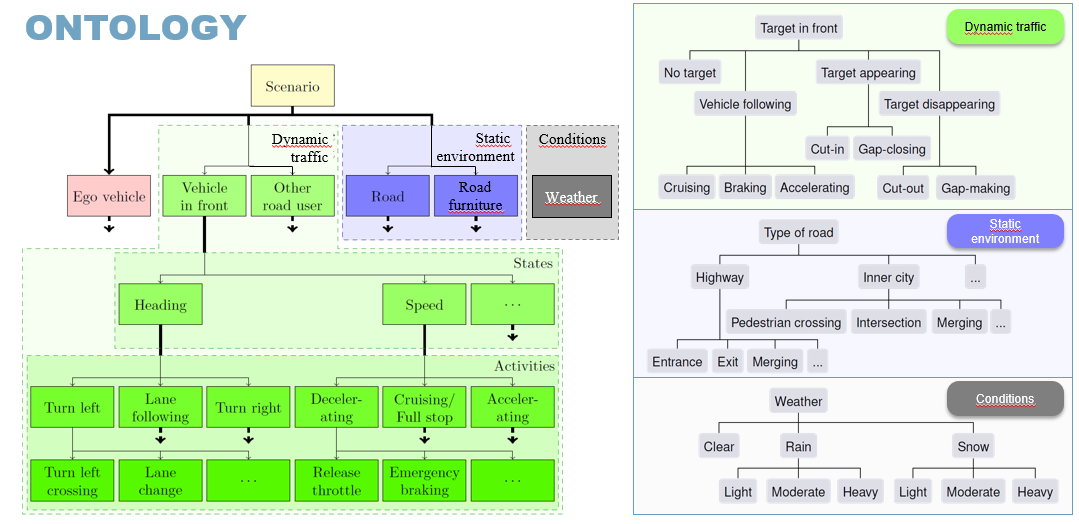 ONTOLOGY
Scenario
Dynamic
traffic
Static
environment
Conditions
Ego vehicle
Vehicle
in front
Other
road user
Road
Road
furniture
Weather
States
Heading
Speed
...
Activities
Turn left
Lane
following
Turn right
Deceler-
ating
Cruising/
Full stop
Acceler-
ating
Turn left
crossing
Lane
change
...
Release
throttle
Emergency
braking
...
Dynamic traffic
Target in front
No target
Target appearing
Vehicle following
Target disappearing
Cut-in
Gap-closing
Cruising
Braking
Accelerating
Cut-out
Gap-making
Static
environment
Type of road
Highway
Inner city
...
Pedestrian crossing
Intersection
Merging
...
Entrance
Exit
Merging
...
Conditions
Weather
Clear
Rain
Snow
Light
Moderate
Heavy
Light
Moderate
Heavy